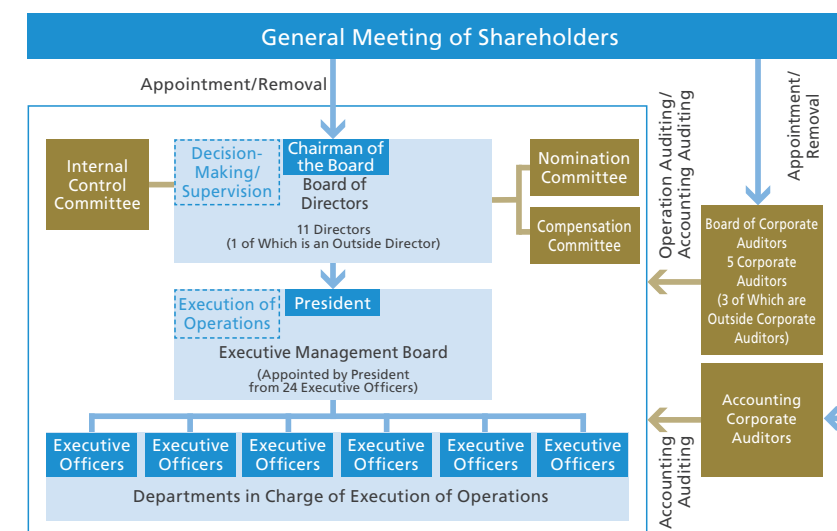 General Meeting of Shareholders
Appointment/Removal
Appointment/
Removal
Operation Auditing/
Accounting Auditing
Internal
Control
Committee
Decision-
Making/
Supervision
Chairman of
the Board
Board of
Directors
11 Directors
(1 of Which is an Outside Director)
Nomination
Committee
Compensation
Committee
Board of Corporate
Auditors
5 Corporate
Auditors
(3 of Which are
Outside Corporate
Auditors)
Execution of
Operations
President
Executive Management Board
(Appointed by President
from 24 Executive Officers)
Accounting
Corporate
Auditors
Accounting
Auditing
Executive
Officers
Executive
Officers
Executive
Officers
Executive
Officers
Executive
Officers
Executive
Officers
Departments in Charge of Execution of Operations